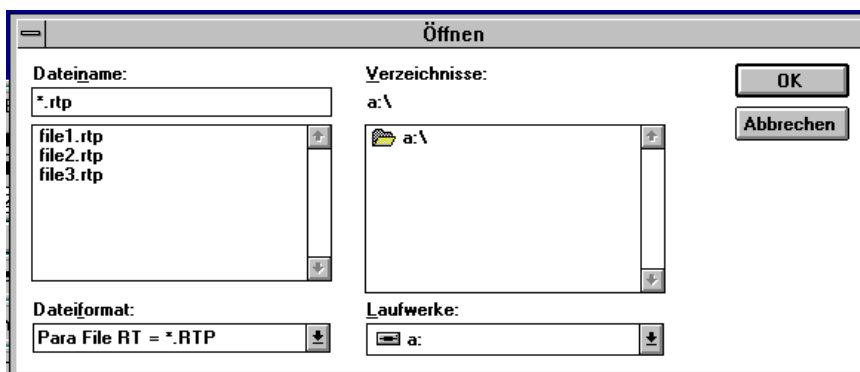 Öffnen
Dateiname:
*.rtp
file1.rtp
file2.rtp
file3.rtp
Dateiformat:
Para File RT = *.RTP
Verzeichnisse:
a:\
a:\
Laufwerke:
a:
OK
Abbrechen